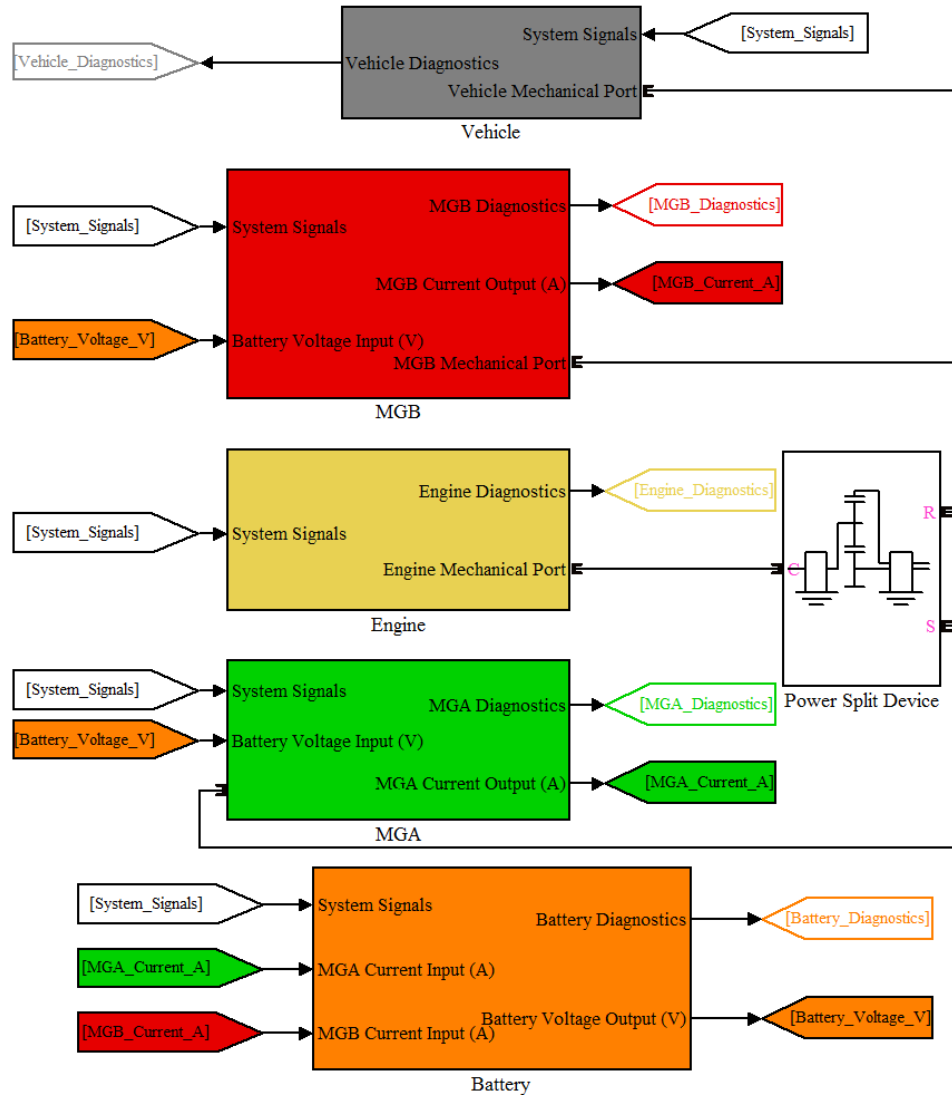 System Signals
[System_Signals]
[Vehicle_Diagnostics]
Vehicle Diagnostics
Vehicle Mechanical Port
Vehicle
MGB Diagnostics
[MGB_Diagnostics]
[System_Signals]
System Signals
MGB Current Output (A)
[MGB_Current_A]
[Battery_Voltage_V]
Battery Voltage Input (V)
MGB Mechanical Port
MGB
Engine Diagnostics
[Engine_Diagnostics]
[System_Signals]
System Signals
Engine Mechanical Port
Engine
R
C
S
Power Split Device
[System_Signals]
System Signals
MGA Diagnostics
[MGA_Diagnostics]
[Battery_Voltage_V]
Battery Voltage Input (V)
MGA Current Output (A)
[MGA_Current_A]
MGA
[System_Signals]
System Signals
Battery Diagnostics
[Battery_Diagnostics]
[MGA_Current_A]
MGA Current Input (A)
[MGB_Current_A]
MGB Current Input (A)
Battery Voltage Output (V)
[Battery_Voltage_V]
Battery